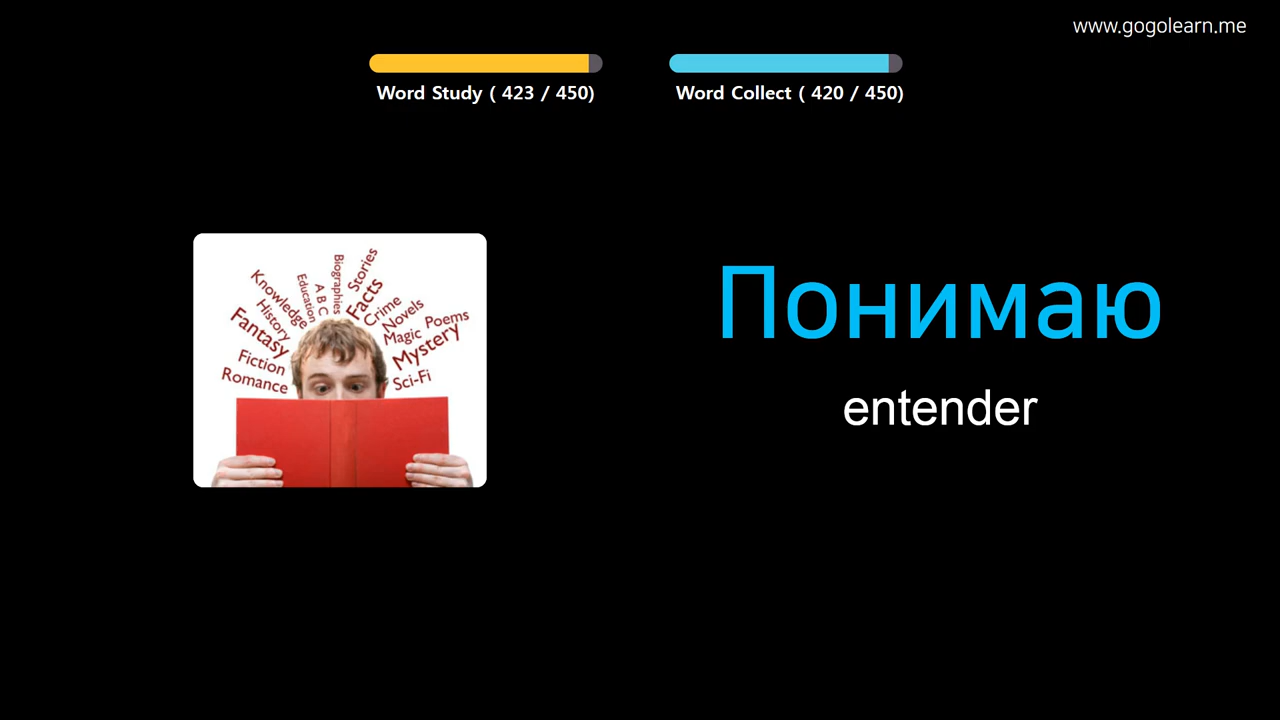 www.gogolearn.me
Word Study ( 423 / 450)
Word Collect ( 420 / 450)
Biographies
Stories
Facts
Knowledge
Education
A B C
Crime
History
Novels
Fantasy
Magic
Poems
Mystery
Fiction
Romance
Sci-Fi
Понимаю
entender